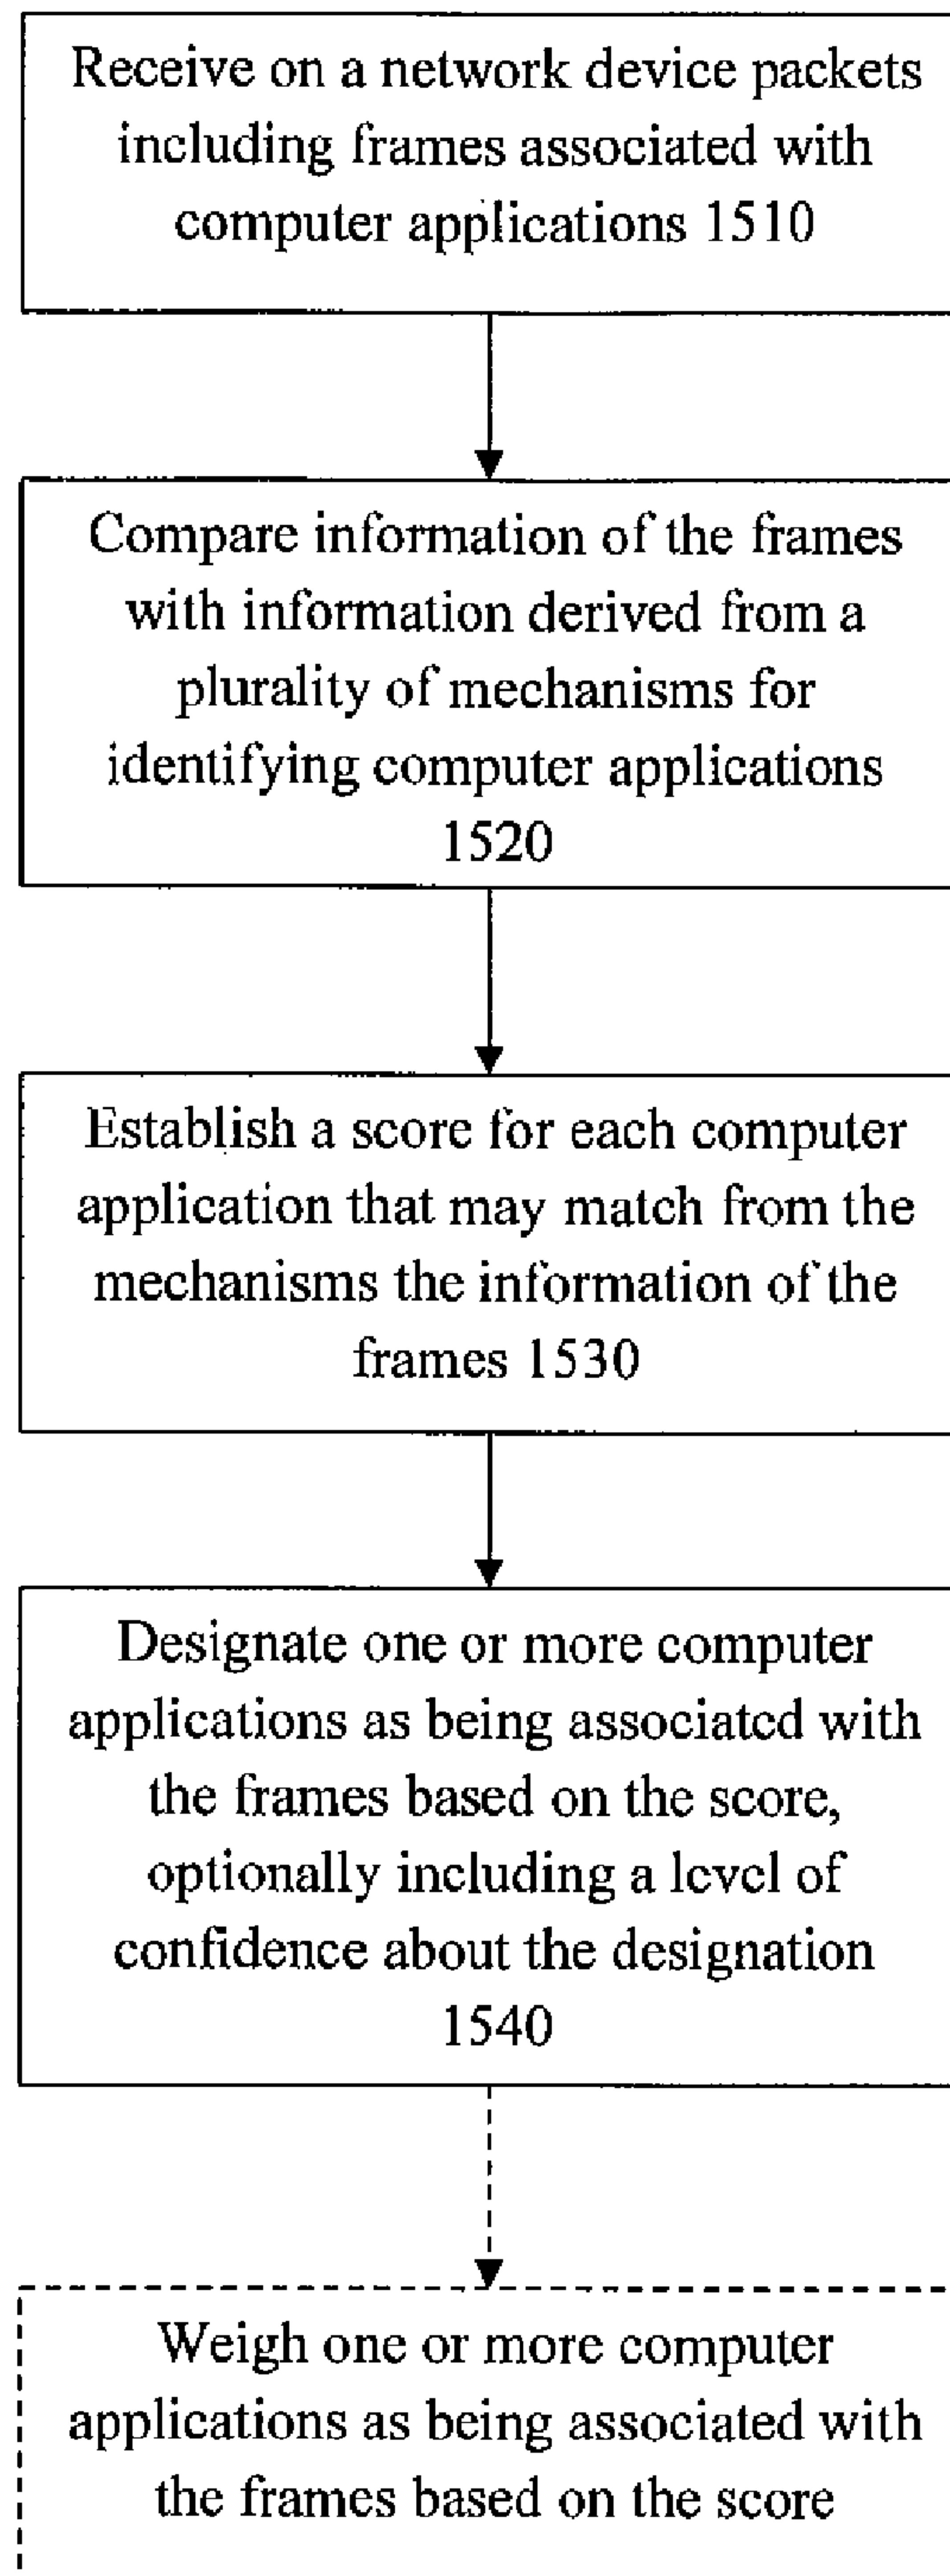 Receive on a network device packets
including frames associated with
computer applications 1510
Compare information of the frames
with information derived from a
plurality of mechanisms for
identifying computer applications
1520
Establish a score for each computer
application that may match from the
mechanisms the information of the
frames 1530
Designate one or more computer
applications as being associated with
the frames based on the score,
optionally including a level of
confidence about the designation
1540
Weigh one or more computer
applications as being associated with
the frames based on the score